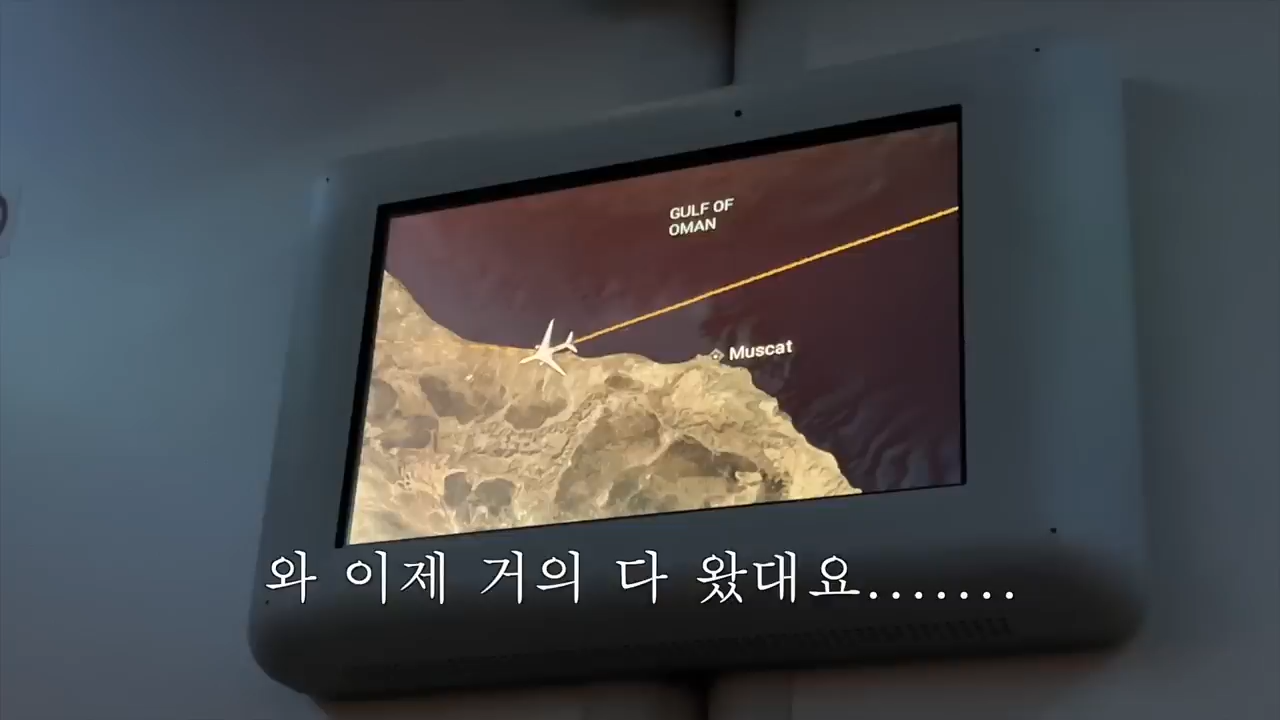 GULF OF
OMAN
Muscat
와 이제 거의 다 왔대요.......